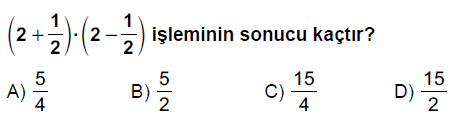 (2 + 1/2)·(2 − 1/2) işleminin sonucu kaçtır?
A) 5/4 B) 5/2 C) 15/4 D) 15/2